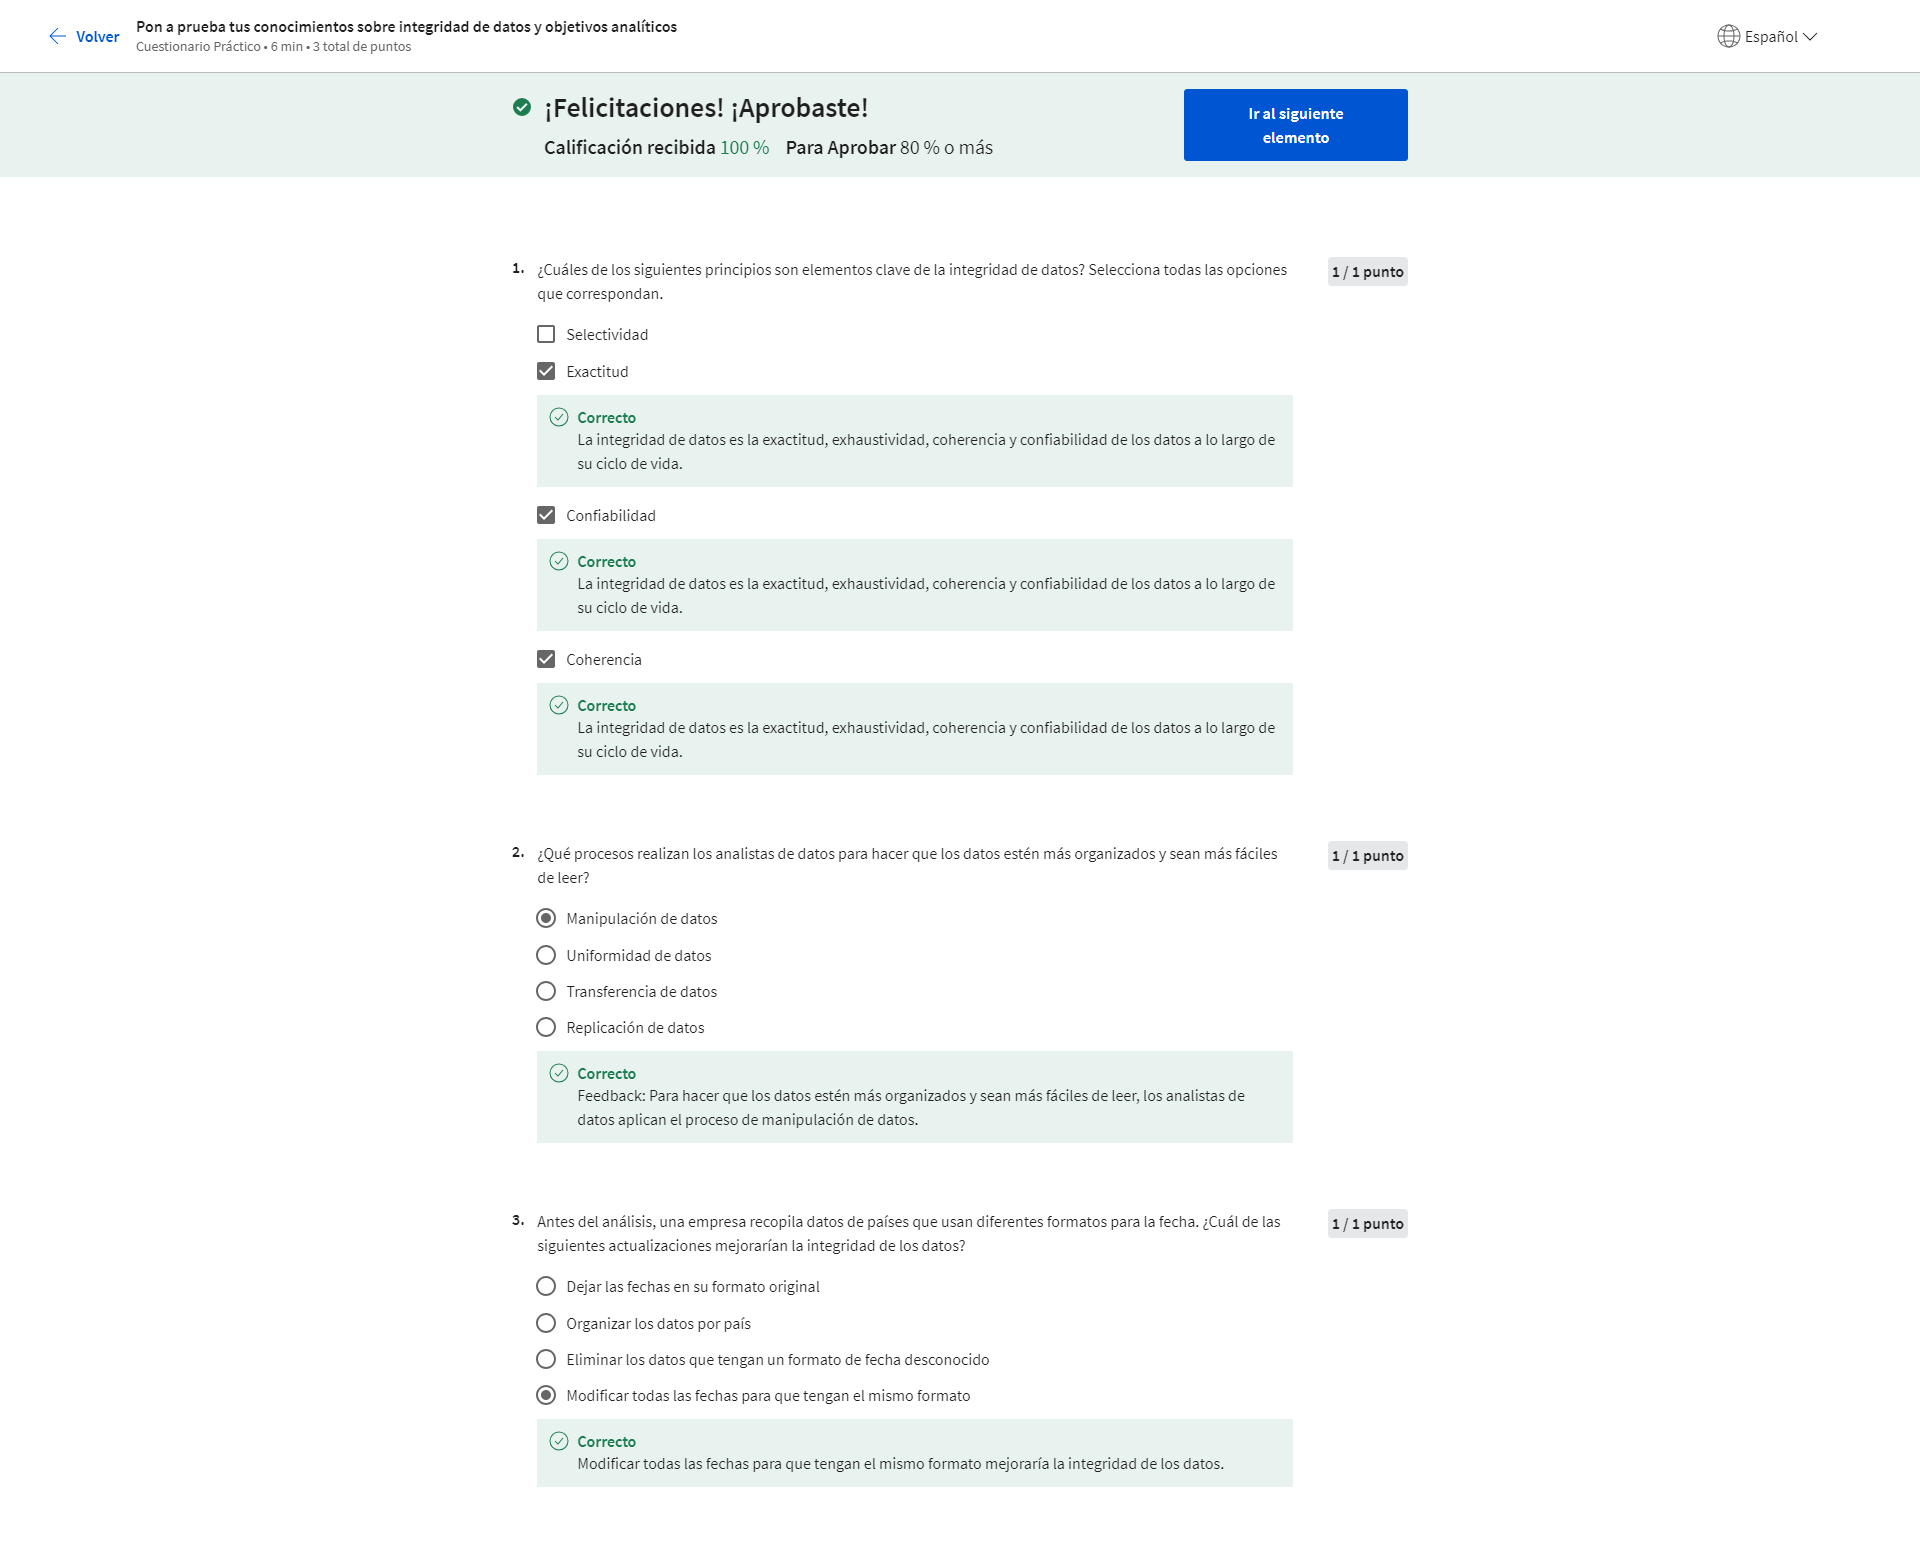 Volver
Pon a prueba tus conocimientos sobre integridad de datos y objetivos analíticos
Cuestionario Práctico • 6 min • 3 total de puntos
Español
¡Felicitaciones! ¡Aprobaste!
Calificación recibida 100 % Para Aprobar 80 % o más
Ir al siguiente
elemento
1. ¿Cuáles de los siguientes principios son elementos clave de la integridad de datos? Selecciona todas las opciones
que correspondan.
1 / 1 punto
Selectividad
Exactitud
Correcto
La integridad de datos es la exactitud, exhaustividad, coherencia y confiabilidad de los datos a lo largo de
su ciclo de vida.
Confiabilidad
Correcto
La integridad de datos es la exactitud, exhaustividad, coherencia y confiabilidad de los datos a lo largo de
su ciclo de vida.
Coherencia
Correcto
La integridad de datos es la exactitud, exhaustividad, coherencia y confiabilidad de los datos a lo largo de
su ciclo de vida.
2. ¿Qué procesos realizan los analistas de datos para hacer que los datos estén más organizados y sean más fáciles
de leer?
1 / 1 punto
Manipulación de datos
Uniformidad de datos
Transferencia de datos
Replicación de datos
Correcto
Feedback: Para hacer que los datos estén más organizados y sean más fáciles de leer, los analistas de
datos aplican el proceso de manipulación de datos.
3. Antes del análisis, una empresa recopila datos de países que usan diferentes formatos para la fecha. ¿Cuál de las
siguientes actualizaciones mejorarían la integridad de los datos?
1 / 1 punto
Dejar las fechas en su formato original
Organizar los datos por país
Eliminar los datos que tengan un formato de fecha desconocido
Modificar todas las fechas para que tengan el mismo formato
Correcto
Modificar todas las fechas para que tengan el mismo formato mejoraría la integridad de los datos.